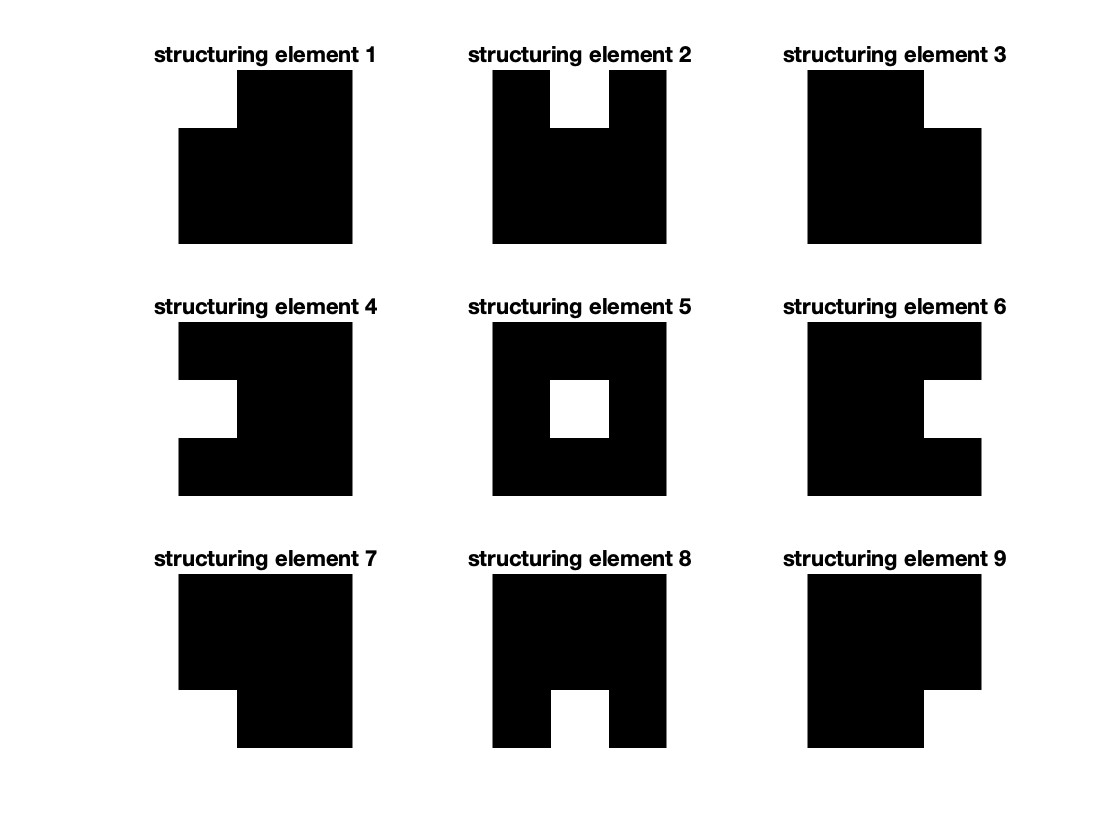 structuring element 1
structuring element 2
structuring element 3
structuring element 4
structuring element 5
structuring element 6
structuring element 7
structuring element 8
structuring element 9